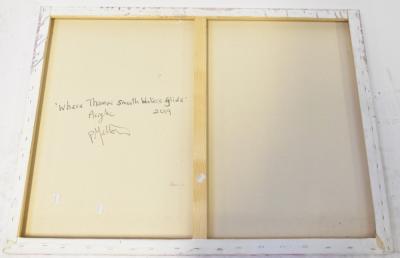 "Where Thames Smooth Waters Glide"
Acrylic 2019